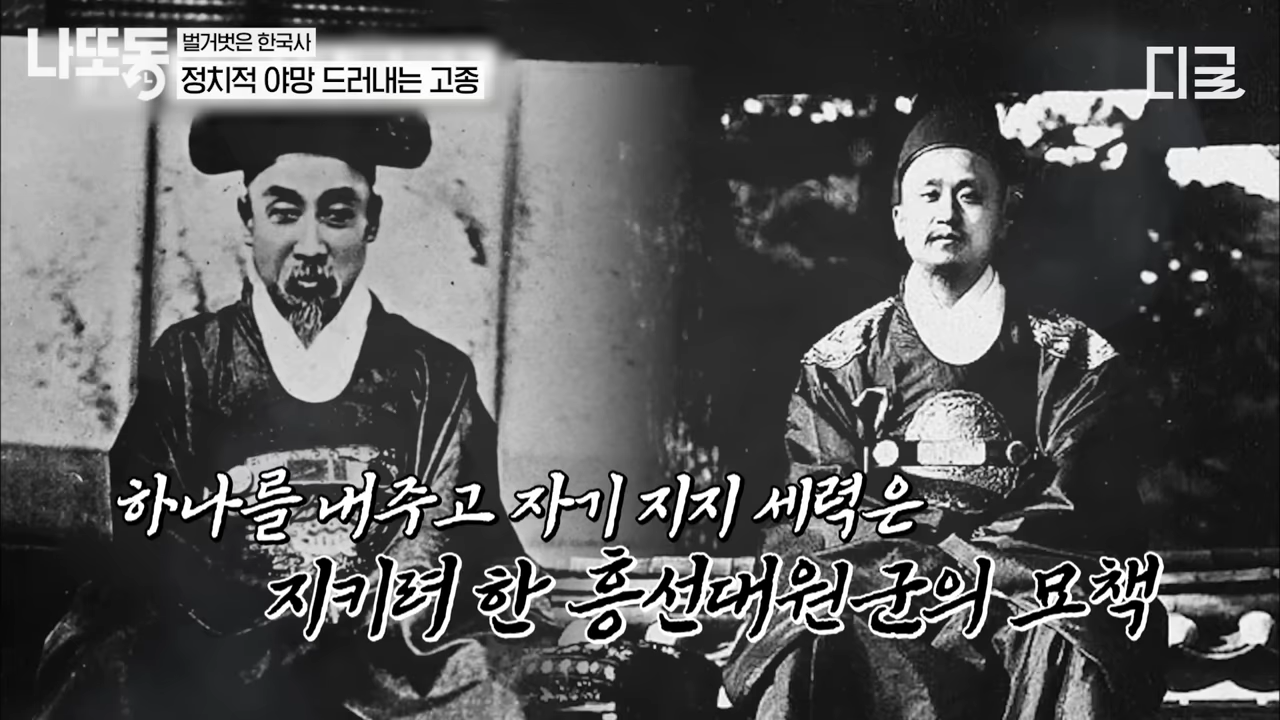 나또동
벌거벗은 한국사
정치적 야망 드러내는 고종
디글
하나를 내주고 자기 지지 세력은
지키려 한 흥선대원군의 묘책